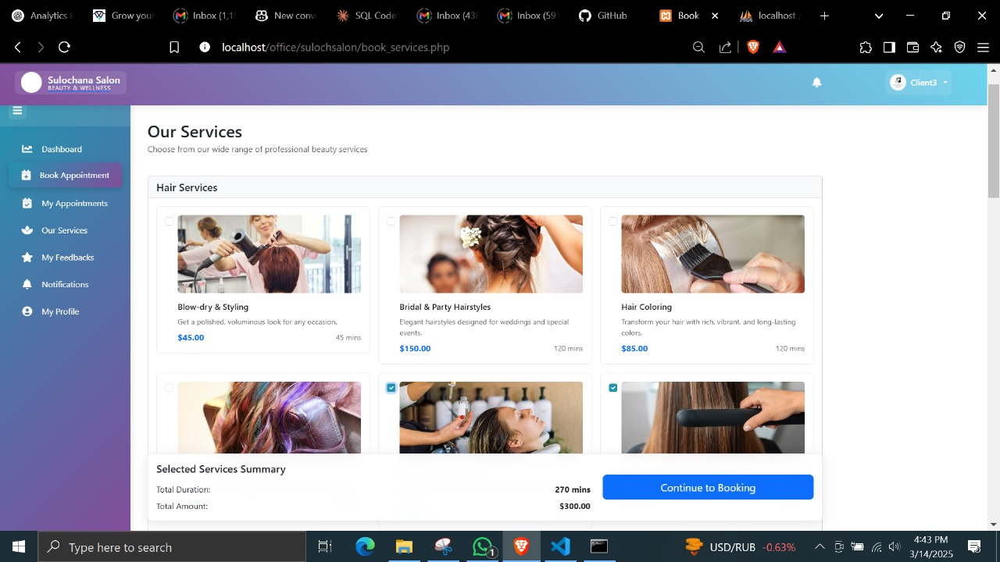 Analytics
Grow your
Inbox (1,1
New conv
SQL Code
Inbox (438
Inbox (591
GitHub
Book
localhost
localhost/office/sulochsalon/book_services.php
Sulochana Salon
BEAUTY & WELLNESS
Client3
Dashboard
Book Appointment
My Appointments
Our Services
My Feedbacks
Notifications
My Profile
Our Services
Choose from our wide range of professional beauty services
Hair Services
Blow-dry & Styling
Get a polished, voluminous look for any occasion.
$45.00 45 mins
Bridal & Party Hairstyles
Elegant hairstyles designed for weddings and special
events.
$150.00 120 mins
Hair Coloring
Transform your hair with rich, vibrant, and long-lasting
colors.
$85.00 120 mins
Selected Services Summary
Total Duration: 270 mins
Total Amount: $300.00
Continue to Booking
Type here to search
1
USD/RUB -0.63%
4:43 PM
3/14/2025